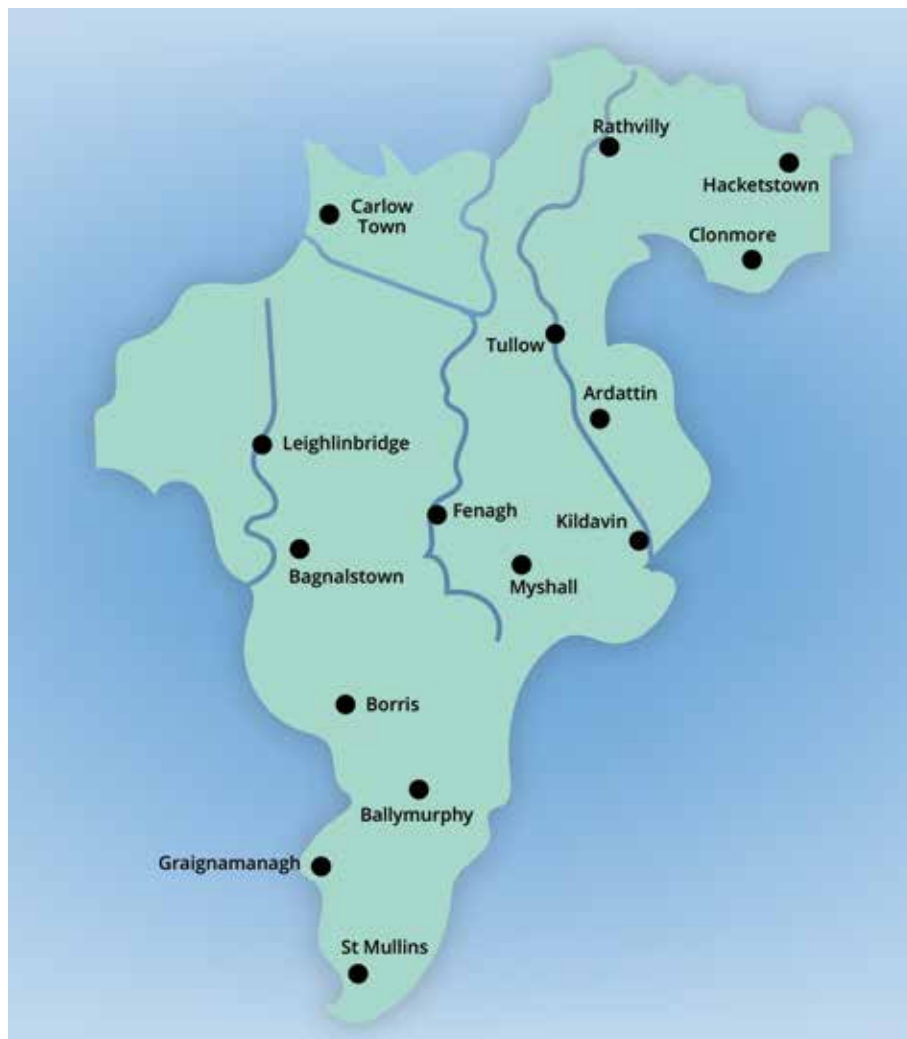 Rathvilly
Hacketstown
Carlow
Town
Clonmore
Tullow
Ardattin
Leighlinbridge
Fenagh
Kildavin
Bagnalstown
Myshall
Borris
Ballymurphy
Graignamanagh
St Mullins